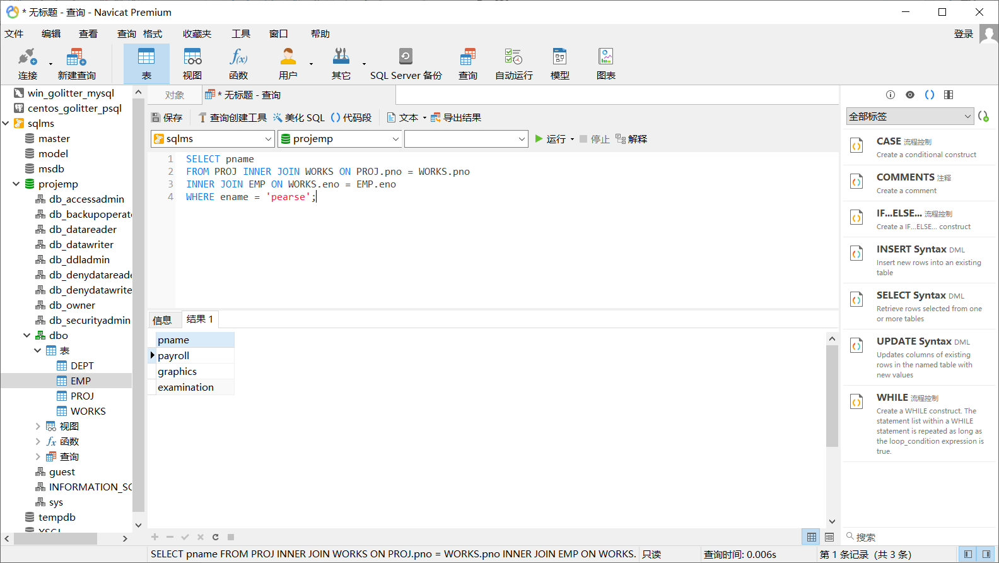 * 无标题 - 查询 - Navicat Premium
文件 编辑 查看 查询 格式 收藏夹 工具 窗口 帮助 登录
连接 新建查询 表 视图 函数 用户 其它 SQL Server 备份 查询 自动运行 模型 图表
win_golitter_mysql
centos_golitter_psql
sqlms
master
model
msdb
projemp
db_accessadmin
db_backupoperat
db_datareader
db_datawriter
db_ddladmin
db_denydatareade
db_denydatawrite
db_owner
db_securityadmin
dbo
表
DEPT
EMP
PROJ
WORKS
视图
fx 函数
查询
guest
INFORMATION_SC
sys
tempdb
对象 * 无标题 - 查询
保存 查询创建工具 美化 SQL () 代码段 文本 导出结果
sqlms projemp 运行 停止 解释
1 SELECT pname
2 FROM PROJ INNER JOIN WORKS ON PROJ.pno = WORKS.pno
3 INNER JOIN EMP ON WORKS.eno = EMP.eno
4 WHERE ename = 'pearse';
信息 结果 1
pname
payroll
graphics
examination
SELECT pname FROM PROJ INNER JOIN WORKS ON PROJ.pno = WORKS.pno INNER JOIN EMP ON WORKS. 只读 查询时间: 0.006s 第 1 条记录 (共 3 条)
全部标签
CASE 流程控制
Create a conditional construct
COMMENTS 注释
Create a comment
IF...ELSE... 流程控制
Create a IF...ELSE... construct
INSERT Syntax DML
Insert new rows into an existing
table
SELECT Syntax DML
Retrieve rows selected from one
or more tables
UPDATE Syntax DML
Updates columns of existing
rows in the named table with
new values
WHILE 流程控制
Create a WHILE construct. The
statement list within a WHILE
statement is repeated as long as
the loop_condition expression is
true.
搜索